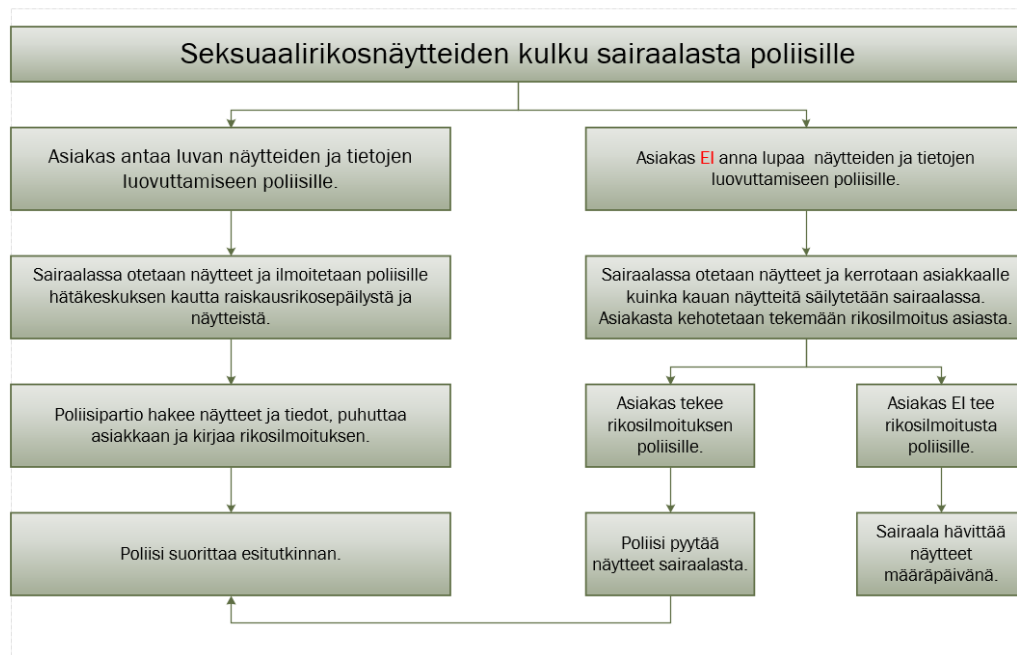 Seksuaalirikosnäytteiden kulku sairaalasta poliisille
Asiakas antaa luvan näytteiden ja tietojen
luovuttamiseen poliisille.
Asiakas EI anna lupaa näytteiden ja tietojen
luovuttamiseen poliisille.
Sairaalassa otetaan näytteet ja ilmoitetaan poliisille
hätäkeskuksen kautta raiskausrikosepäilystä ja
näytteistä.
Sairaalassa otetaan näytteet ja kerrotaan asiakkaalle
kuinka kauan näytteitä säilytetään sairaalassa.
Asiakasta kehotetaan tekemään rikosilmoitus asiasta.
Poliisipartio hakee näytteet ja tiedot, puhuttaa
asiakkaan ja kirjaa rikosilmoituksen.
Asiakas tekee
rikosilmoituksen
poliisille.
Asiakas EI tee
rikosilmoitusta
poliisille.
Poliisi suorittaa esitutkinnan.
Poliisi pyytää
näytteet sairaalasta.
Sairaala hävittää
näytteet
määräpäivänä.